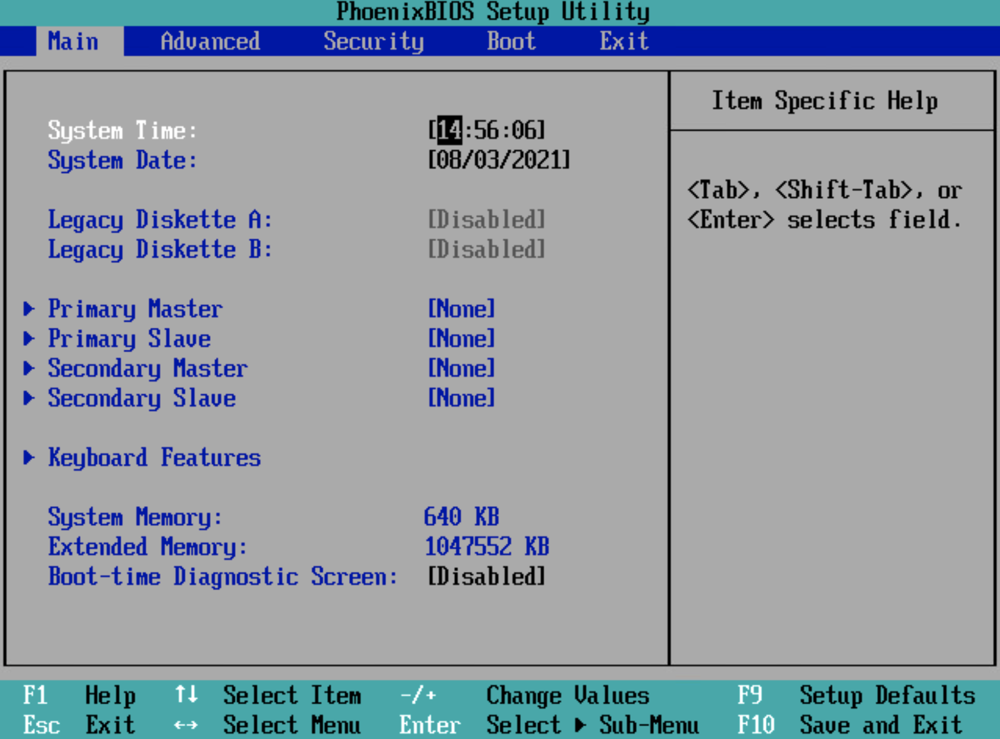 PhoenixBIOS Setup Utility
Main Advanced Security Boot Exit
System Time: [14:56:06]
System Date: [08/03/2021]
Legacy Diskette A: [Disabled]
Legacy Diskette B: [Disabled]
Primary Master [None]
Primary Slave [None]
Secondary Master [None]
Secondary Slave [None]
Keyboard Features
System Memory: 640 KB
Extended Memory: 1047552 KB
Boot-time Diagnostic Screen: [Disabled]
Item Specific Help
<Tab>, <Shift-Tab>, or
<Enter> selects field.
F1 Help ↑↓ Select Item -/+ Change Values F9 Setup Defaults
Esc Exit ↔ Select Menu Enter Select ▶ Sub-Menu F10 Save and Exit